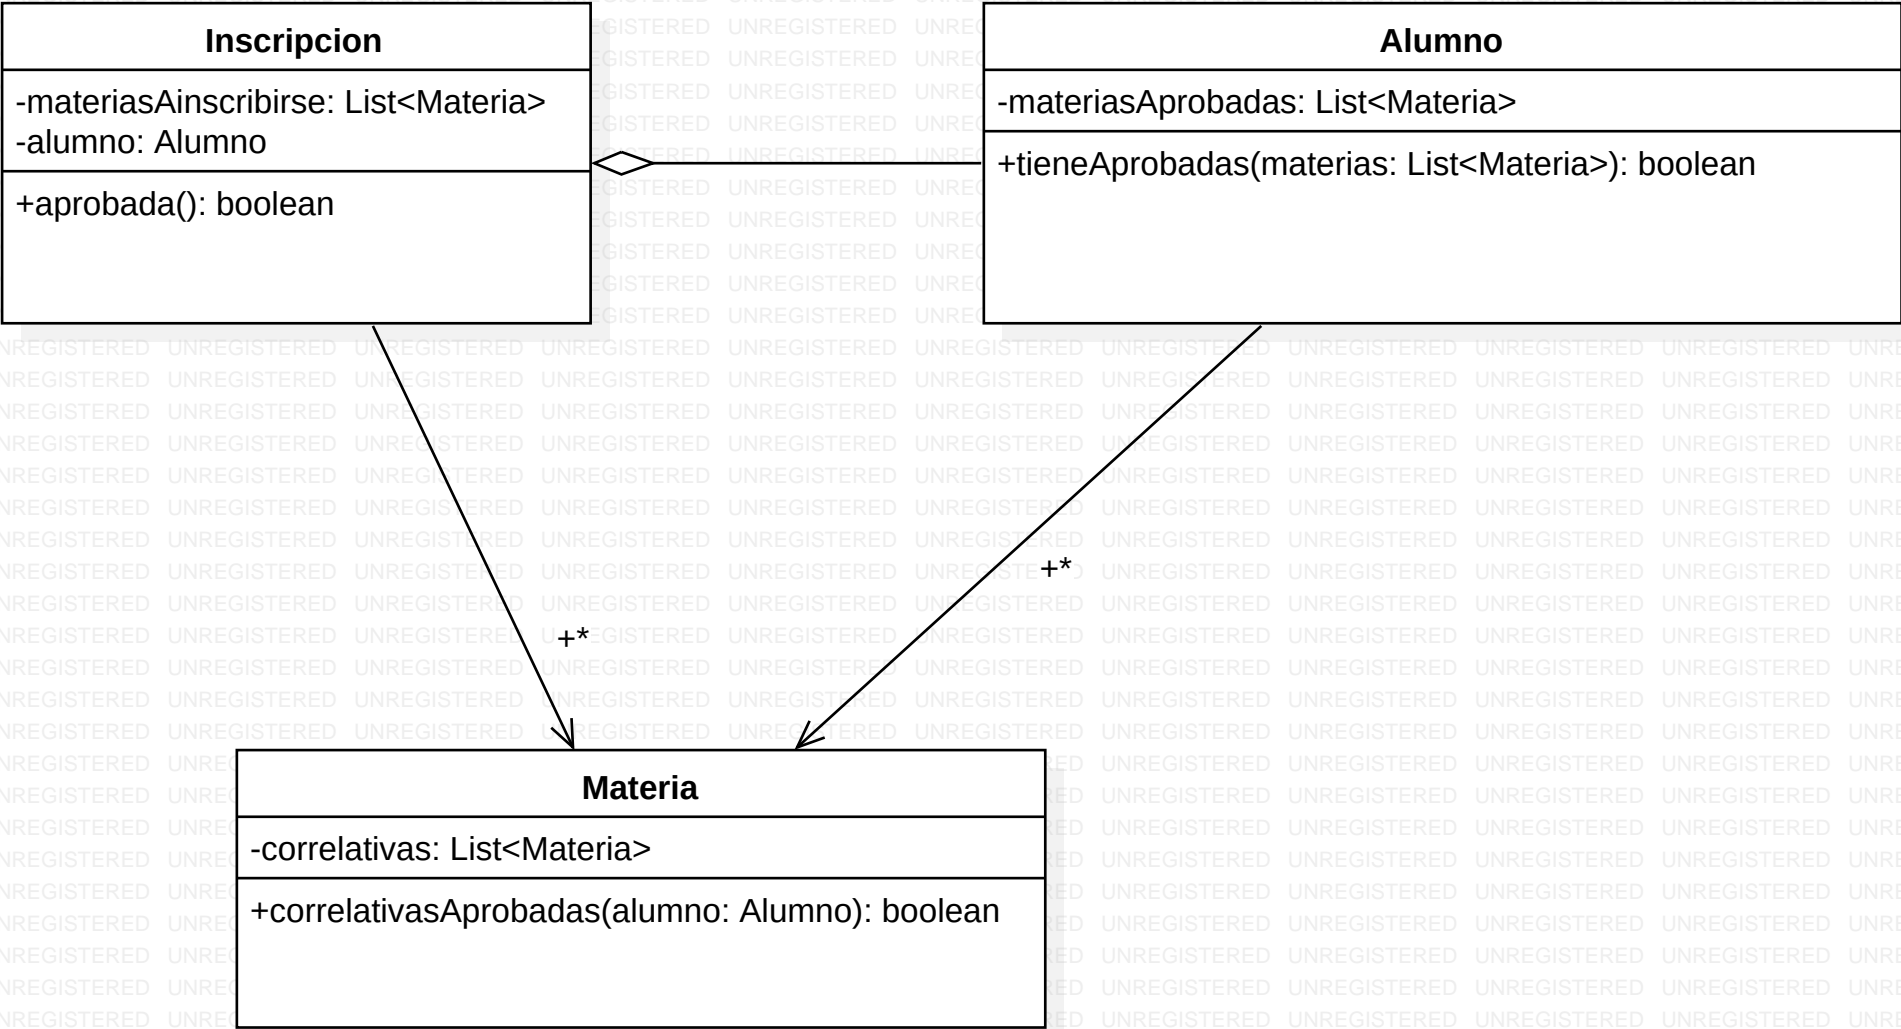 Inscripcion
-materiasAinscribirse: List<Materia>
-alumno: Alumno
+aprobada(): boolean
Alumno
-materiasAprobadas: List<Materia>
+tieneAprobadas(materias: List<Materia>): boolean
+*
+*
Materia
-correlativas: List<Materia>
+correlativasAprobadas(alumno: Alumno): boolean
UNREGISTERED